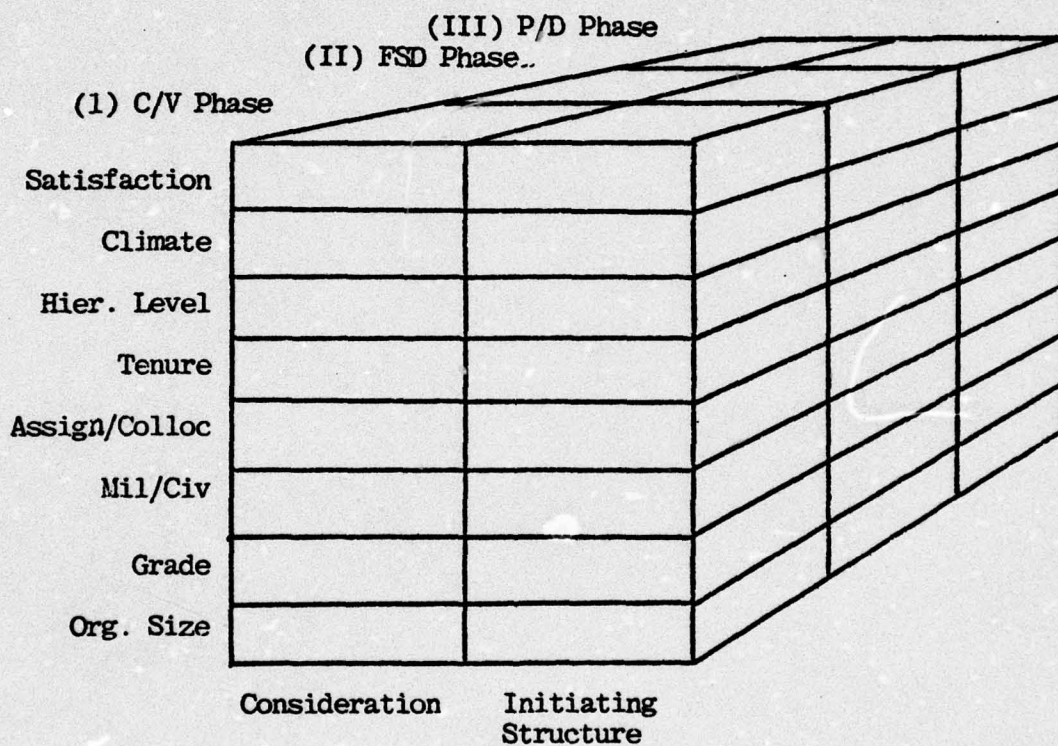 (III) P/D Phase
(II) FSD Phase..
(1) C/V Phase
Satisfaction
Climate
Hier. Level
Tenure
Assign/Colloc
Mil/Civ
Grade
Org. Size
Consideration
Initiating
Structure